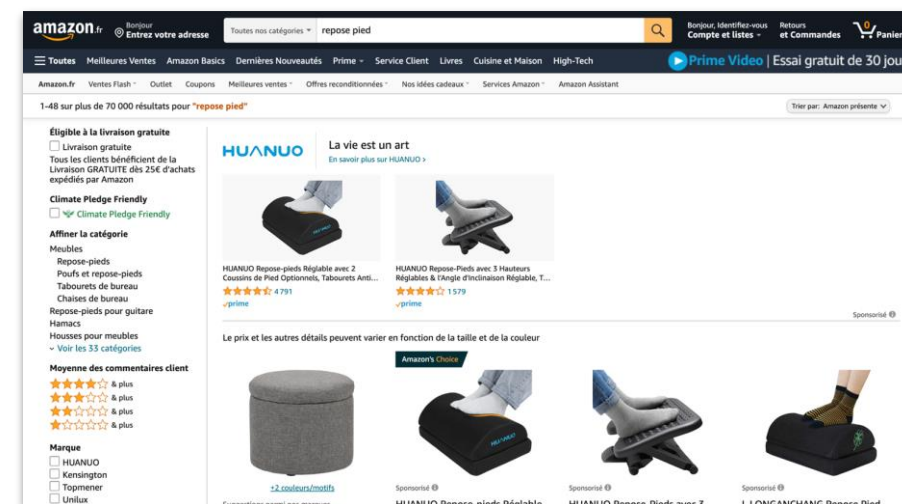 amazon.fr
Bonjour
Entrez votre adresse
Toutes nos catégories
repose pied
Bonjour, Identifiez-vous
Compte et listes
Retours
et Commandes
0
Panier
Toutes Meilleures Ventes Amazon Basics Dernières Nouveautés Prime Service Client Livres Cuisine et Maison High-Tech
Prime Video | Essai gratuit de 30 jou
Amazon.fr Ventes Flash Outlet Coupons Meilleures ventes Offres reconditionnées Nos idées cadeaux Services Amazon Amazon Assistant
1-48 sur plus de 70 000 résultats pour "repose pied"
Trier par: Amazon présente
Éligible à la livraison gratuite
Livraison gratuite
Tous les clients bénéficient de la
Livraison GRATUITE dès 25€ d'achats
expédiés par Amazon
Climate Pledge Friendly
Climate Pledge Friendly
Affiner la catégorie
Meubles
Repose-pieds
Poufs et repose-pieds
Tabourets de bureau
Chaises de bureau
Repose-pieds pour guitare
Hamacs
Housses pour meubles
Voir les 33 catégories
Moyenne des commentaires client
& plus
& plus
& plus
& plus
Marque
HUANUO
Kensington
Topmener
Unilux
HUANUO
La vie est un art
En savoir plus sur HUANUO ›
HUANUO
HUANUO Repose-pieds Réglable avec 2
Coussins de Pied Optionnels, Tabourets Anti...
4 791
prime
HUANUO Repose-Pieds avec 3 Hauteurs
Réglables & l'Angle d'Inclinaison Réglable, T...
1 579
prime
Sponsorisé
Le prix et les autres détails peuvent varier en fonction de la taille et de la couleur
Amazon's Choice
HUANUO
+2 couleurs/motifs
Sponsorisé
Sponsorisé
Sponsorisé
HUANUO Repose-pieds Réglable
HUANUO Repose-Pieds avec 3